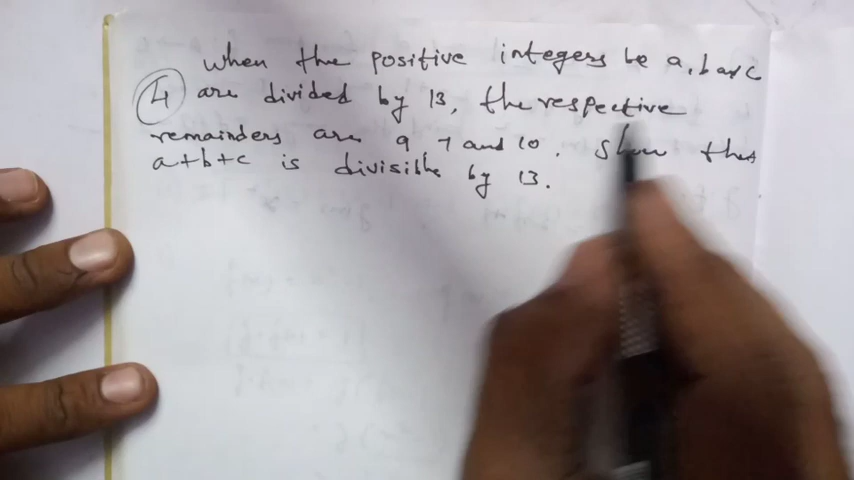 when the positive integers be a, b and c
4 are divided by 13, the respective
remainders are 9 7 and 10. Show that
a+b+c is divisible by 13.